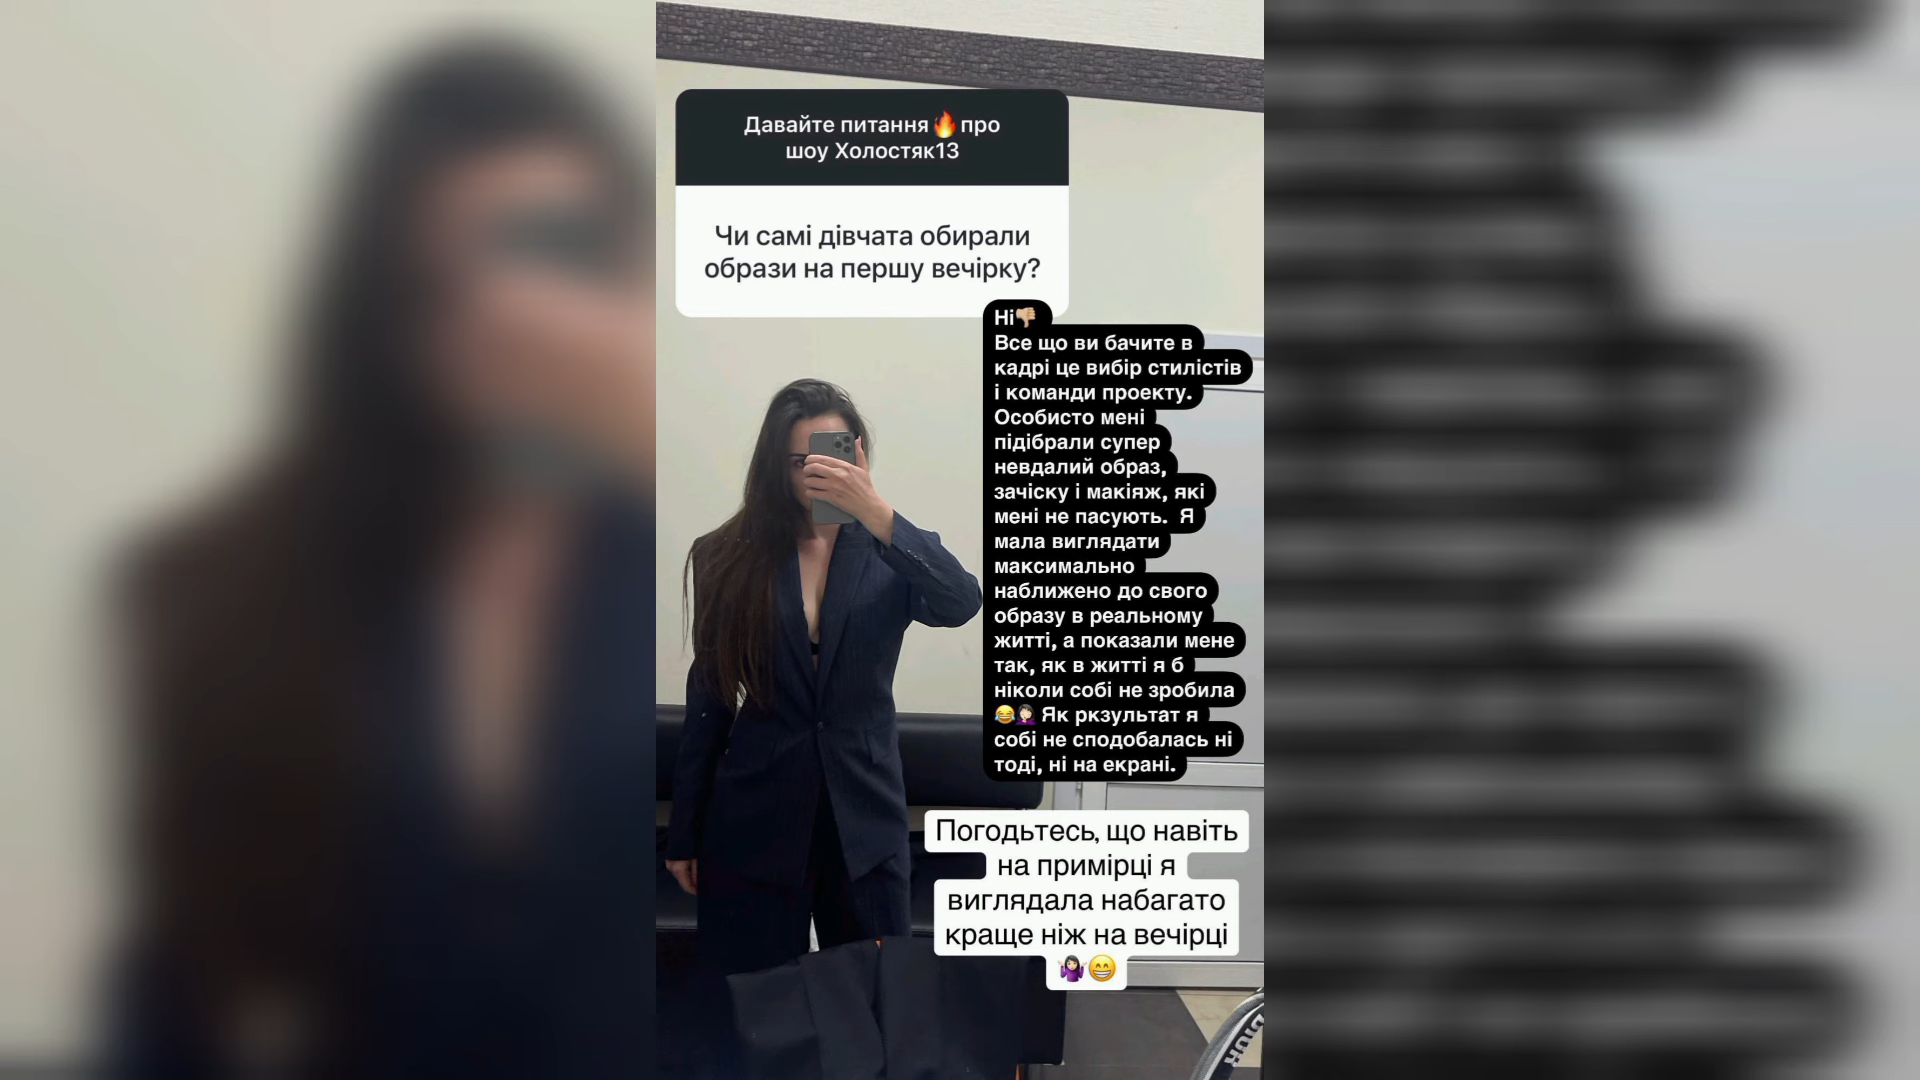 Давайте питання🔥про
шоу Холостяк13
Чи самі дівчата обирали
образи на першу вечірку?
Ні👎🏼
Все що ви бачите в
кадрі це вибір стилістів
і команди проекту.
Особисто мені
підібрали супер
невдалий образ,
зачіску і макіяж, які
мені не пасують. Я
мала виглядати
максимально
наближено до свого
образу в реальному
житті, а показали мене
так, як в житті я б
ніколи собі не зробила
😂🤦🏻‍♀️ Як ркзультат я
собі не сподобалась ні
тоді, ні на екрані.
Погодьтесь, що навіть
на примірці я
виглядала набагато
краще ніж на вечірці
🤷🏻‍♀️😁